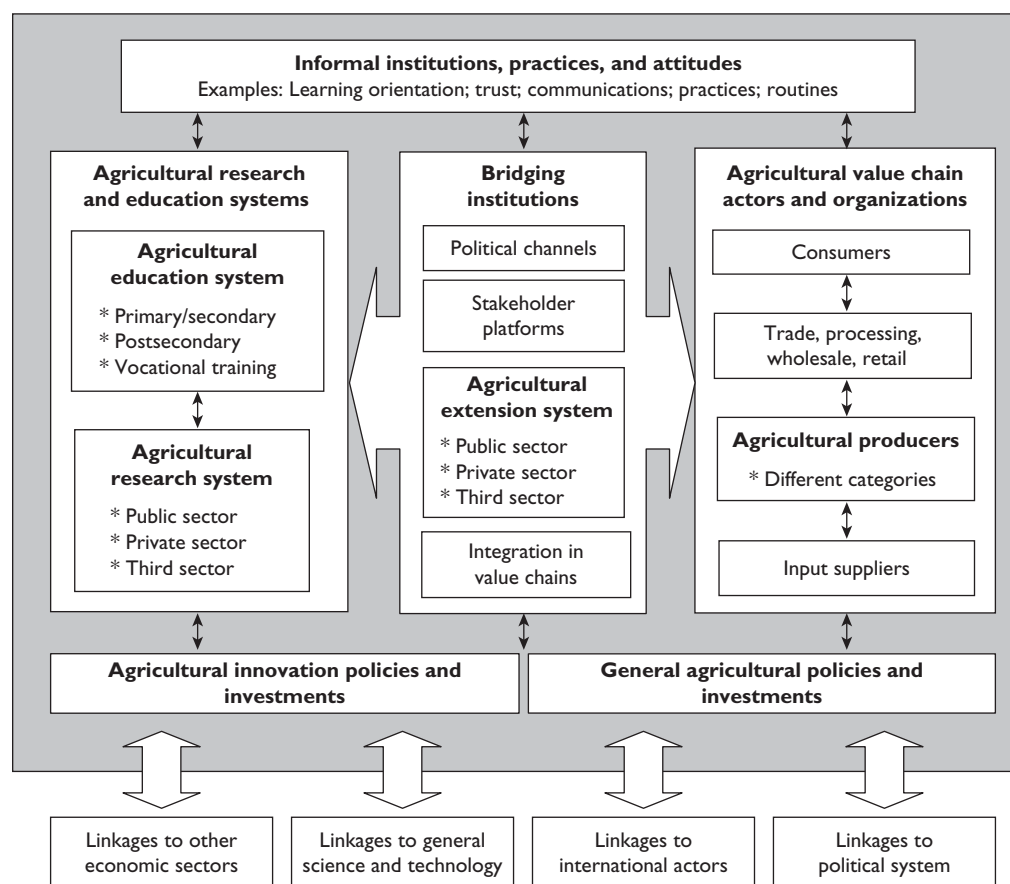 Informal institutions, practices, and attitudes
Examples: Learning orientation; trust; communications; practices; routines
Agricultural research
and education systems
Agricultural
education system
* Primary/secondary
* Postsecondary
* Vocational training
Agricultural
research system
* Public sector
* Private sector
* Third sector
Bridging
institutions
Political channels
Stakeholder
platforms
Agricultural
extension system
* Public sector
* Private sector
* Third sector
Integration in
value chains
Agricultural value chain
actors and organizations
Consumers
Trade, processing,
wholesale, retail
Agricultural producers
* Different categories
Input suppliers
Agricultural innovation policies and
investments
General agricultural policies and
investments
Linkages to other
economic sectors
Linkages to general
science and technology
Linkages to
international actors
Linkages to
political system